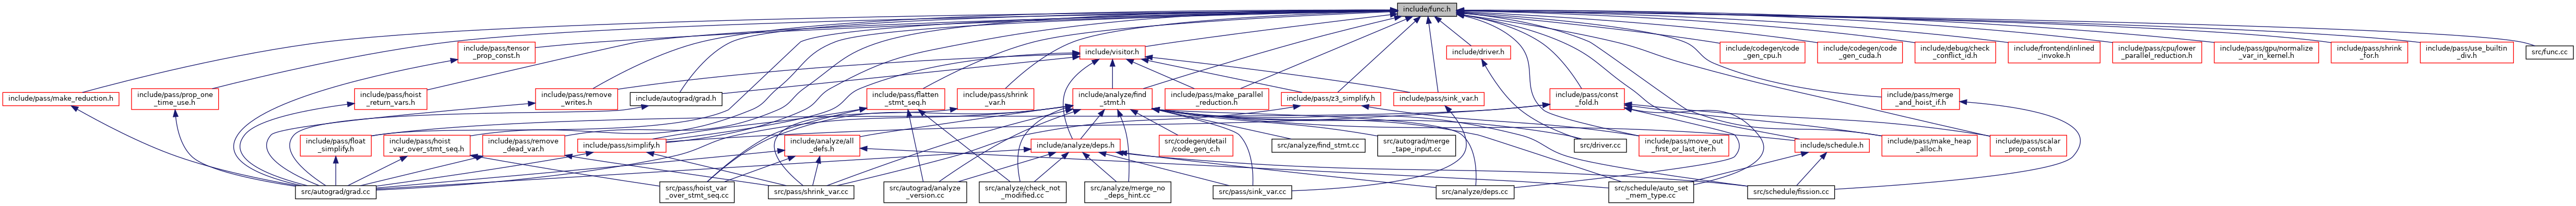 include/func.h
include/pass/tensor
_prop_const.h
include/visitor.h
include/driver.h
include/codegen/code
_gen_cpu.h
include/codegen/code
_gen_cuda.h
include/debug/check
_conflict_id.h
include/frontend/inlined
_invoke.h
include/pass/cpu/lower
_parallel_reduction.h
include/pass/gpu/normalize
_var_in_kernel.h
include/pass/shrink
_for.h
include/pass/use_builtin
_div.h
src/func.cc
include/pass/make_reduction.h
include/pass/prop_one
_time_use.h
include/pass/hoist
_return_vars.h
include/pass/remove
_writes.h
include/autograd/grad.h
include/pass/flatten
_stmt_seq.h
include/pass/shrink
_var.h
include/analyze/find
_stmt.h
include/pass/make_parallel
_reduction.h
include/pass/z3_simplify.h
include/pass/sink_var.h
include/pass/const
_fold.h
include/pass/merge
_and_hoist_if.h
include/pass/float
_simplify.h
include/pass/hoist
_var_over_stmt_seq.h
include/pass/remove
_dead_var.h
include/pass/simplify.h
include/analyze/all
_defs.h
include/analyze/deps.h
src/codegen/detail
/code_gen_c.h
src/analyze/find_stmt.cc
src/autograd/merge
_tape_input.cc
src/driver.cc
include/pass/move_out
_first_or_last_iter.h
include/schedule.h
include/pass/make_heap
_alloc.h
include/pass/scalar
_prop_const.h
src/autograd/grad.cc
src/pass/hoist_var
_over_stmt_seq.cc
src/pass/shrink_var.cc
src/autograd/analyze
_version.cc
src/analyze/check_not
_modified.cc
src/analyze/merge_no
_deps_hint.cc
src/pass/sink_var.cc
src/analyze/deps.cc
src/schedule/auto_set
_mem_type.cc
src/schedule/fission.cc